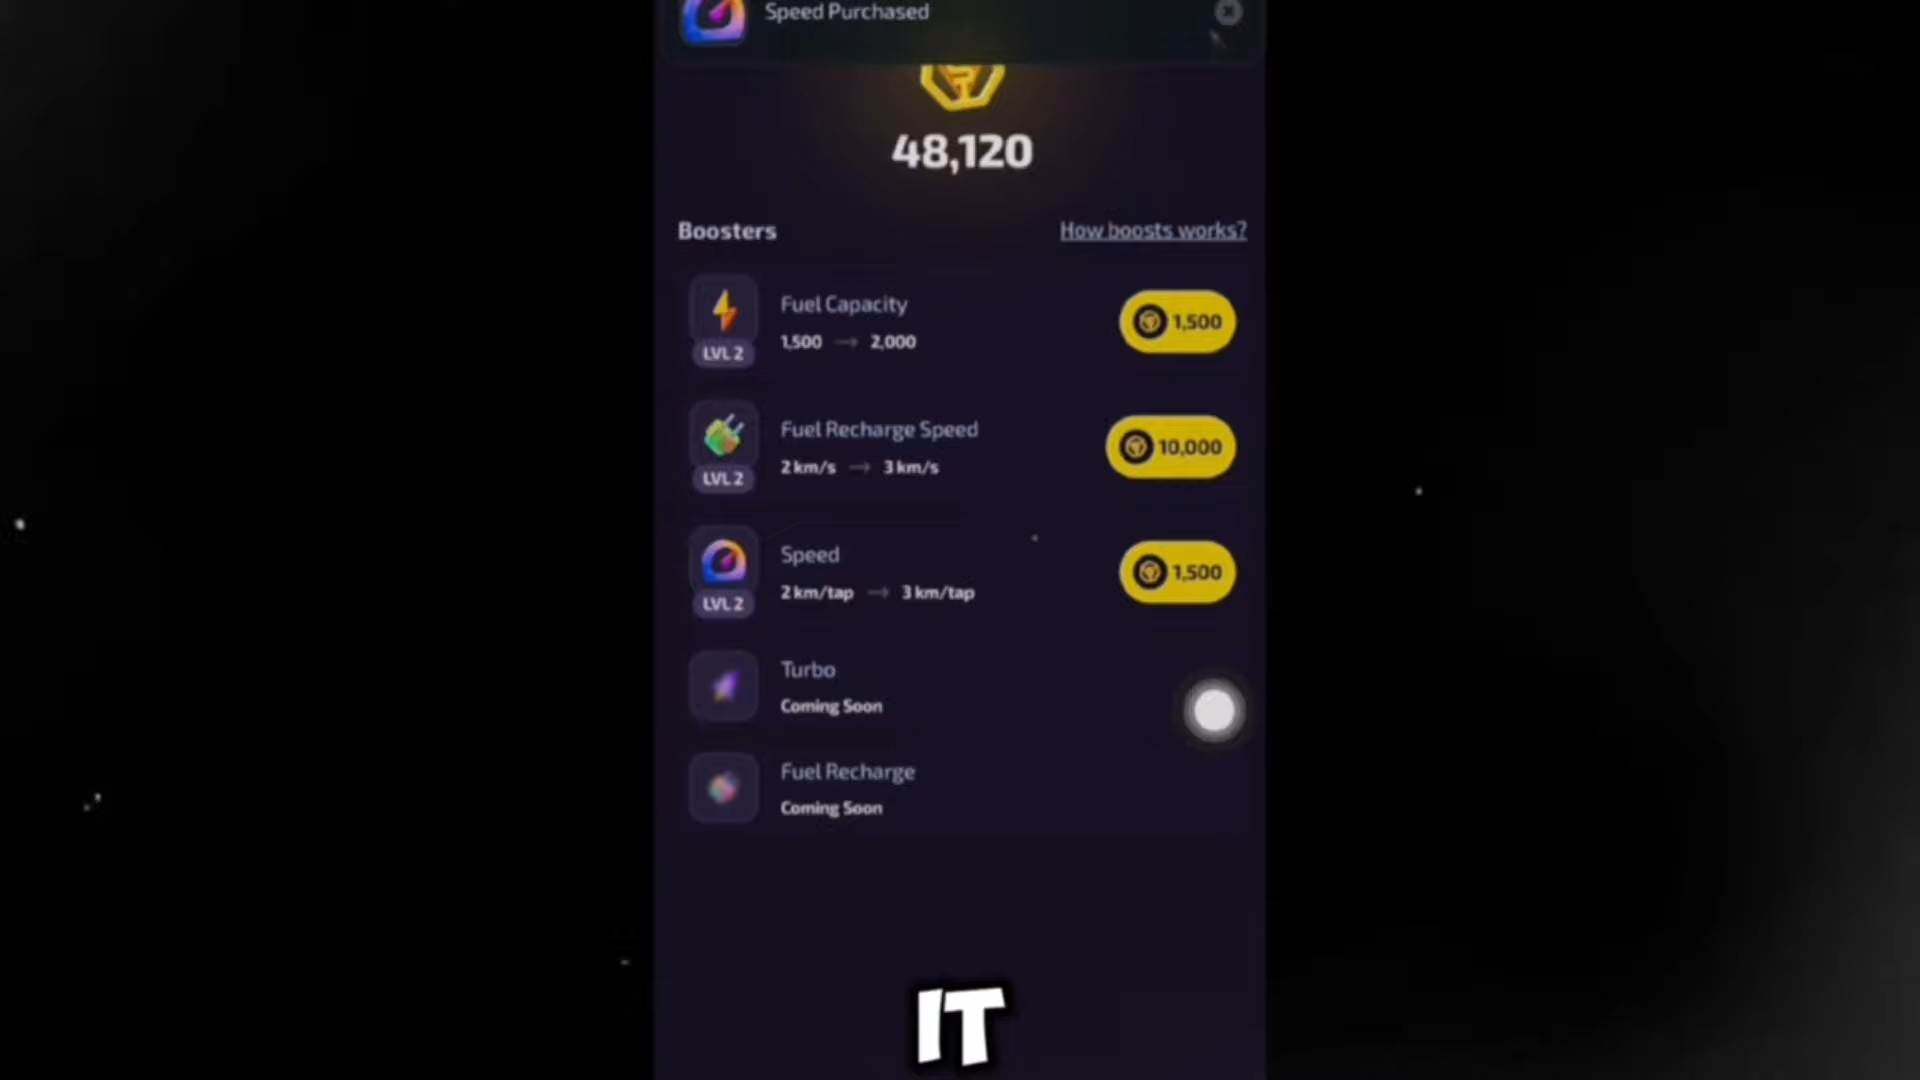 Speed Purchased
48,120
Boosters
How boosts works?
Fuel Capacity
1,500 → 2,000
1,500
LVL 2
Fuel Recharge Speed
2 km/s → 3 km/s
10,000
LVL 2
Speed
2 km/tap → 3 km/tap
1,500
LVL 2
Turbo
Coming Soon
Fuel Recharge
Coming Soon
IT